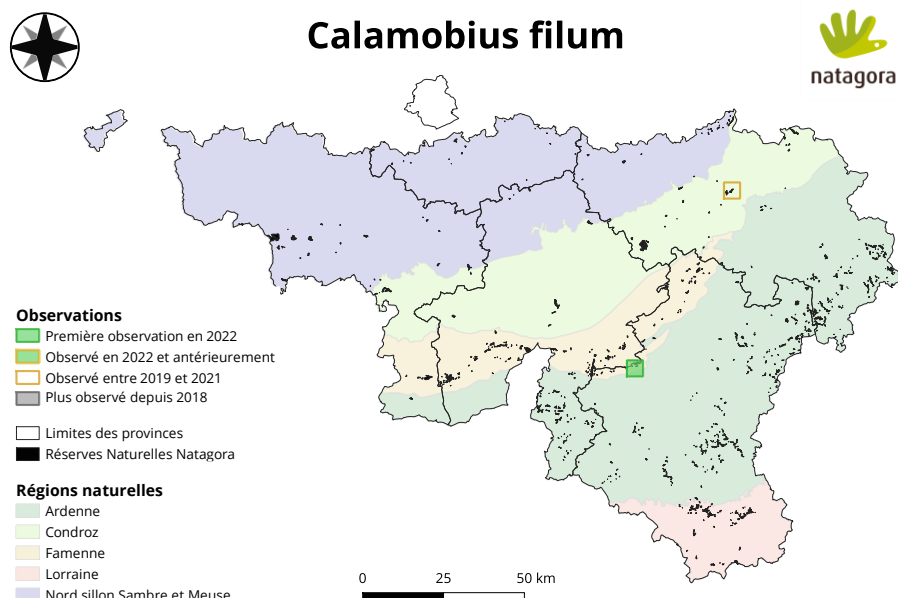 Calamobius filum
natagora
Observations
Première observation en 2022
Observé en 2022 et antérieurement
Observé entre 2019 et 2021
Plus observé depuis 2018
Limites des provinces
Réserves Naturelles Natagora
Régions naturelles
Ardenne
Condroz
Famenne
Lorraine
Nord sillon Sambre et Meuse
0 25 50 km